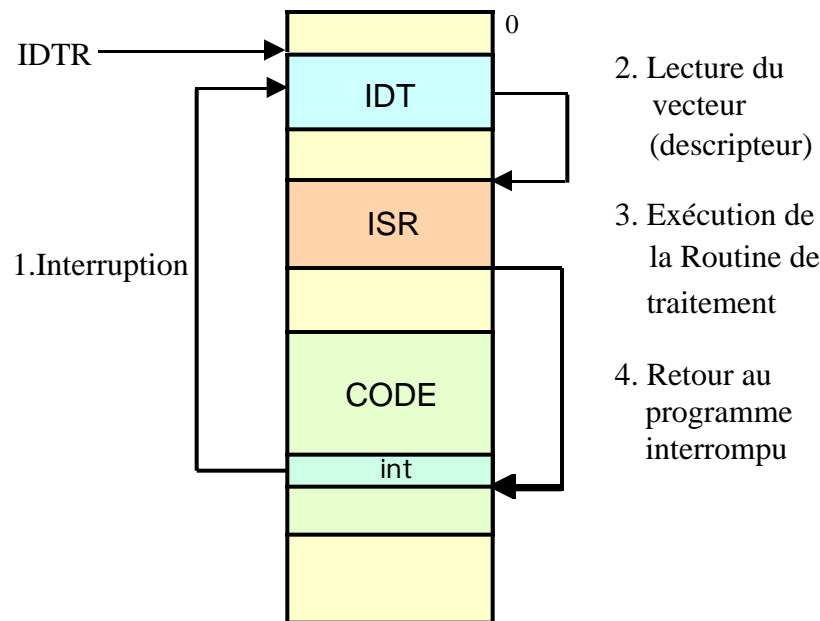 0
IDTR
IDT
ISR
1.Interruption
CODE
int
2. Lecture du
vecteur
(descripteur)
3. Exécution de
la Routine de
traitement
4. Retour au
programme
interrompu